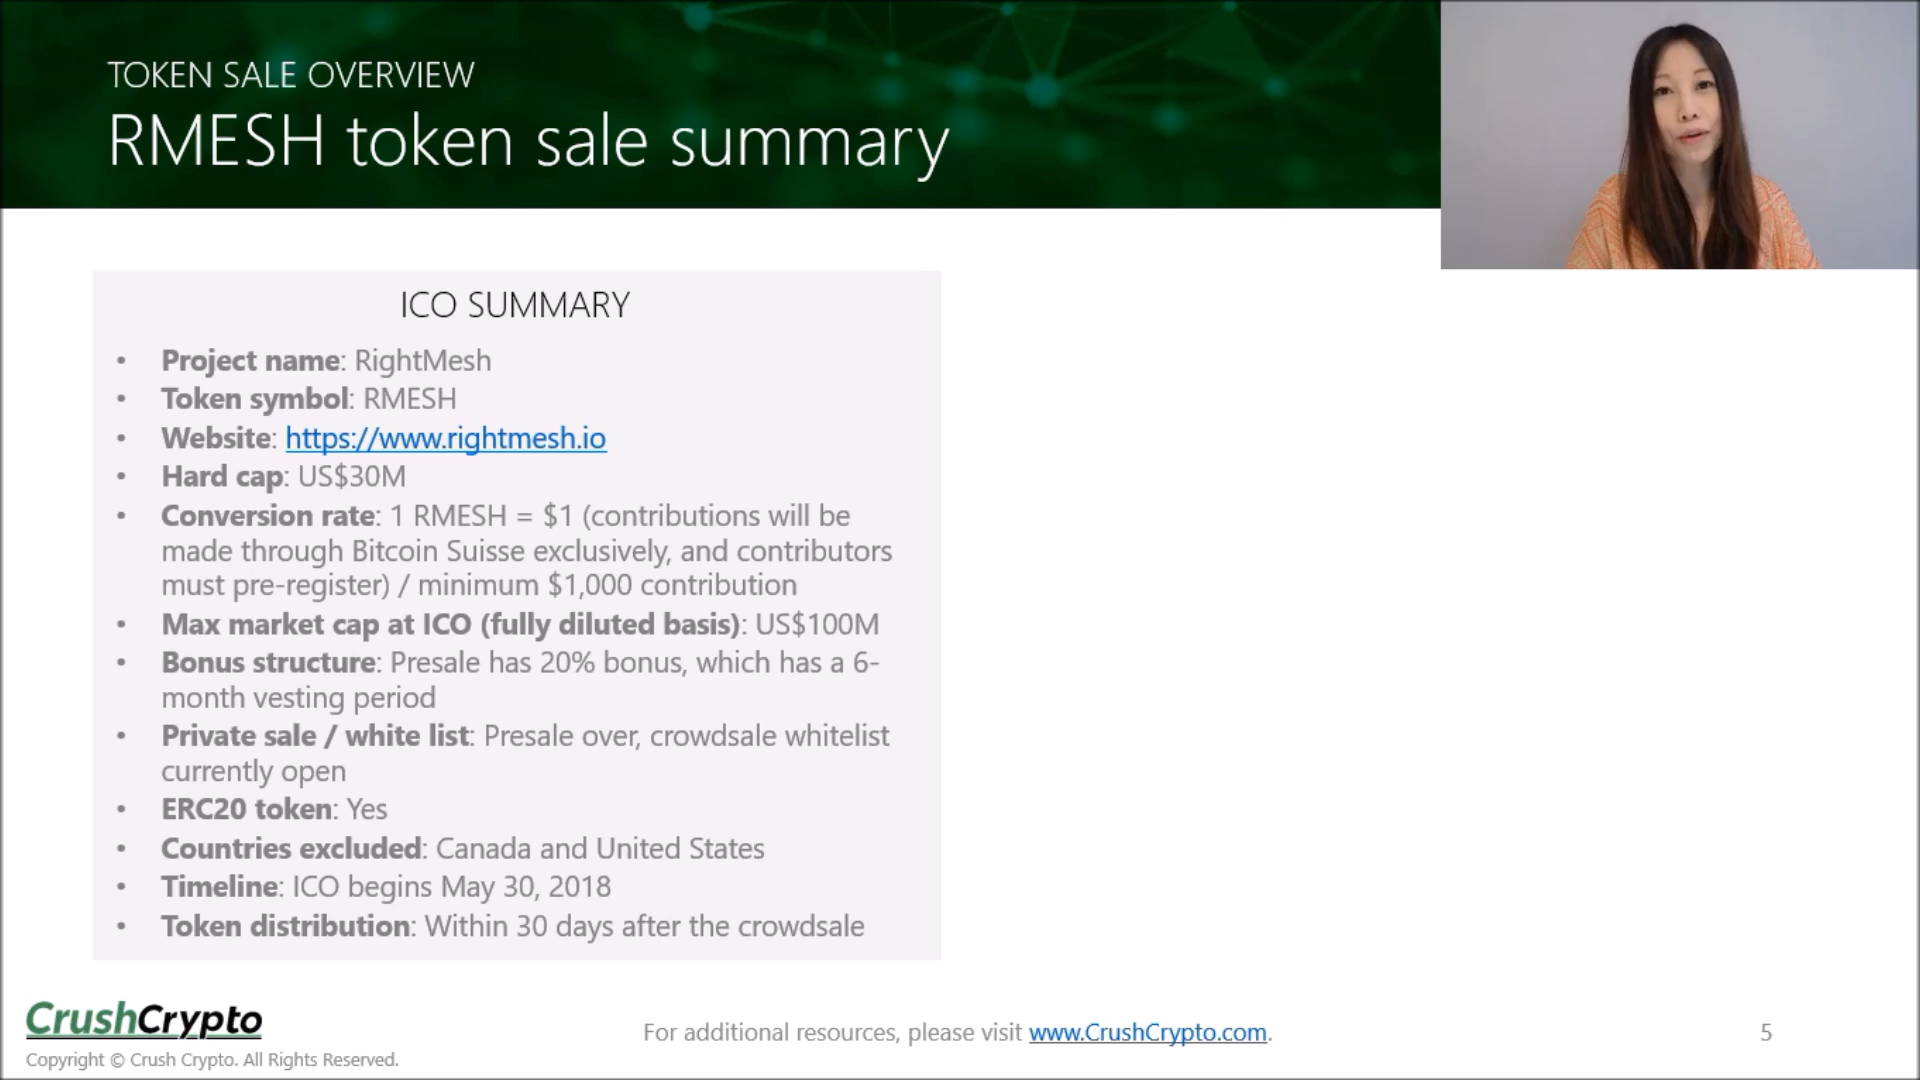 TOKEN SALE OVERVIEW
RMESH token sale summary
ICO SUMMARY
• Project name: RightMesh
• Token symbol: RMESH
• Website: https://www.rightmesh.io
• Hard cap: US$30M
• Conversion rate: 1 RMESH = $1 (contributions will be
made through Bitcoin Suisse exclusively, and contributors
must pre-register) / minimum $1,000 contribution
• Max market cap at ICO (fully diluted basis): US$100M
• Bonus structure: Presale has 20% bonus, which has a 6-
month vesting period
• Private sale / white list: Presale over, crowdsale whitelist
currently open
• ERC20 token: Yes
• Countries excluded: Canada and United States
• Timeline: ICO begins May 30, 2018
• Token distribution: Within 30 days after the crowdsale
CrushCrypto
Copyright © Crush Crypto. All Rights Reserved.
For additional resources, please visit www.CrushCrypto.com.
5